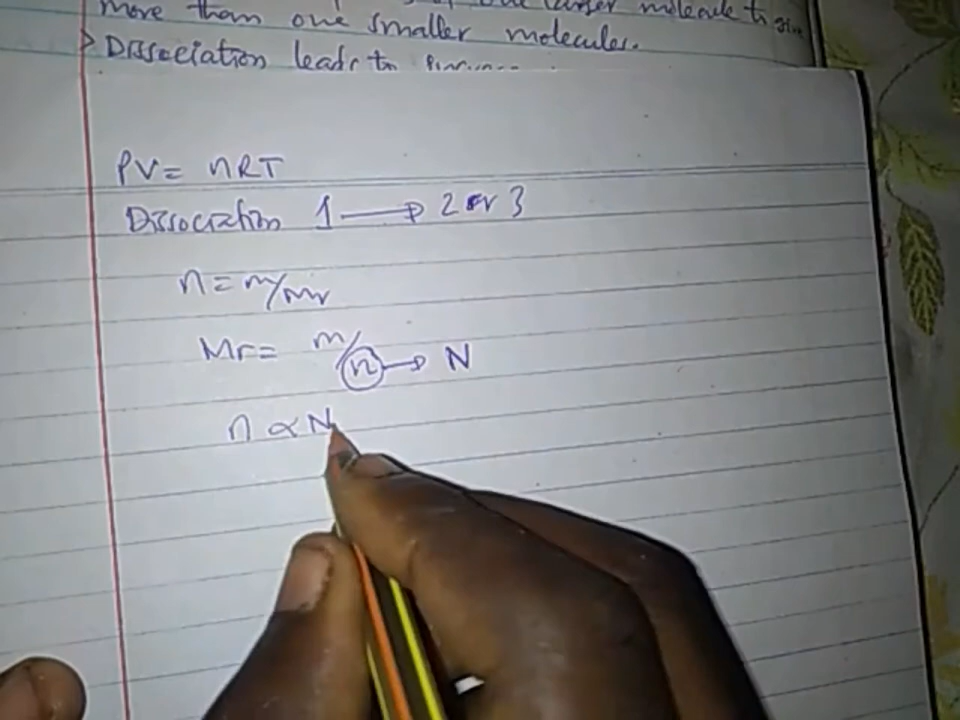 more than one smaller molecules.
Dissociation leads to
PV= nRT
Dissociation 1 → 2 or 3
n = m/Mr
Mr= m/n → N
n ∝ N